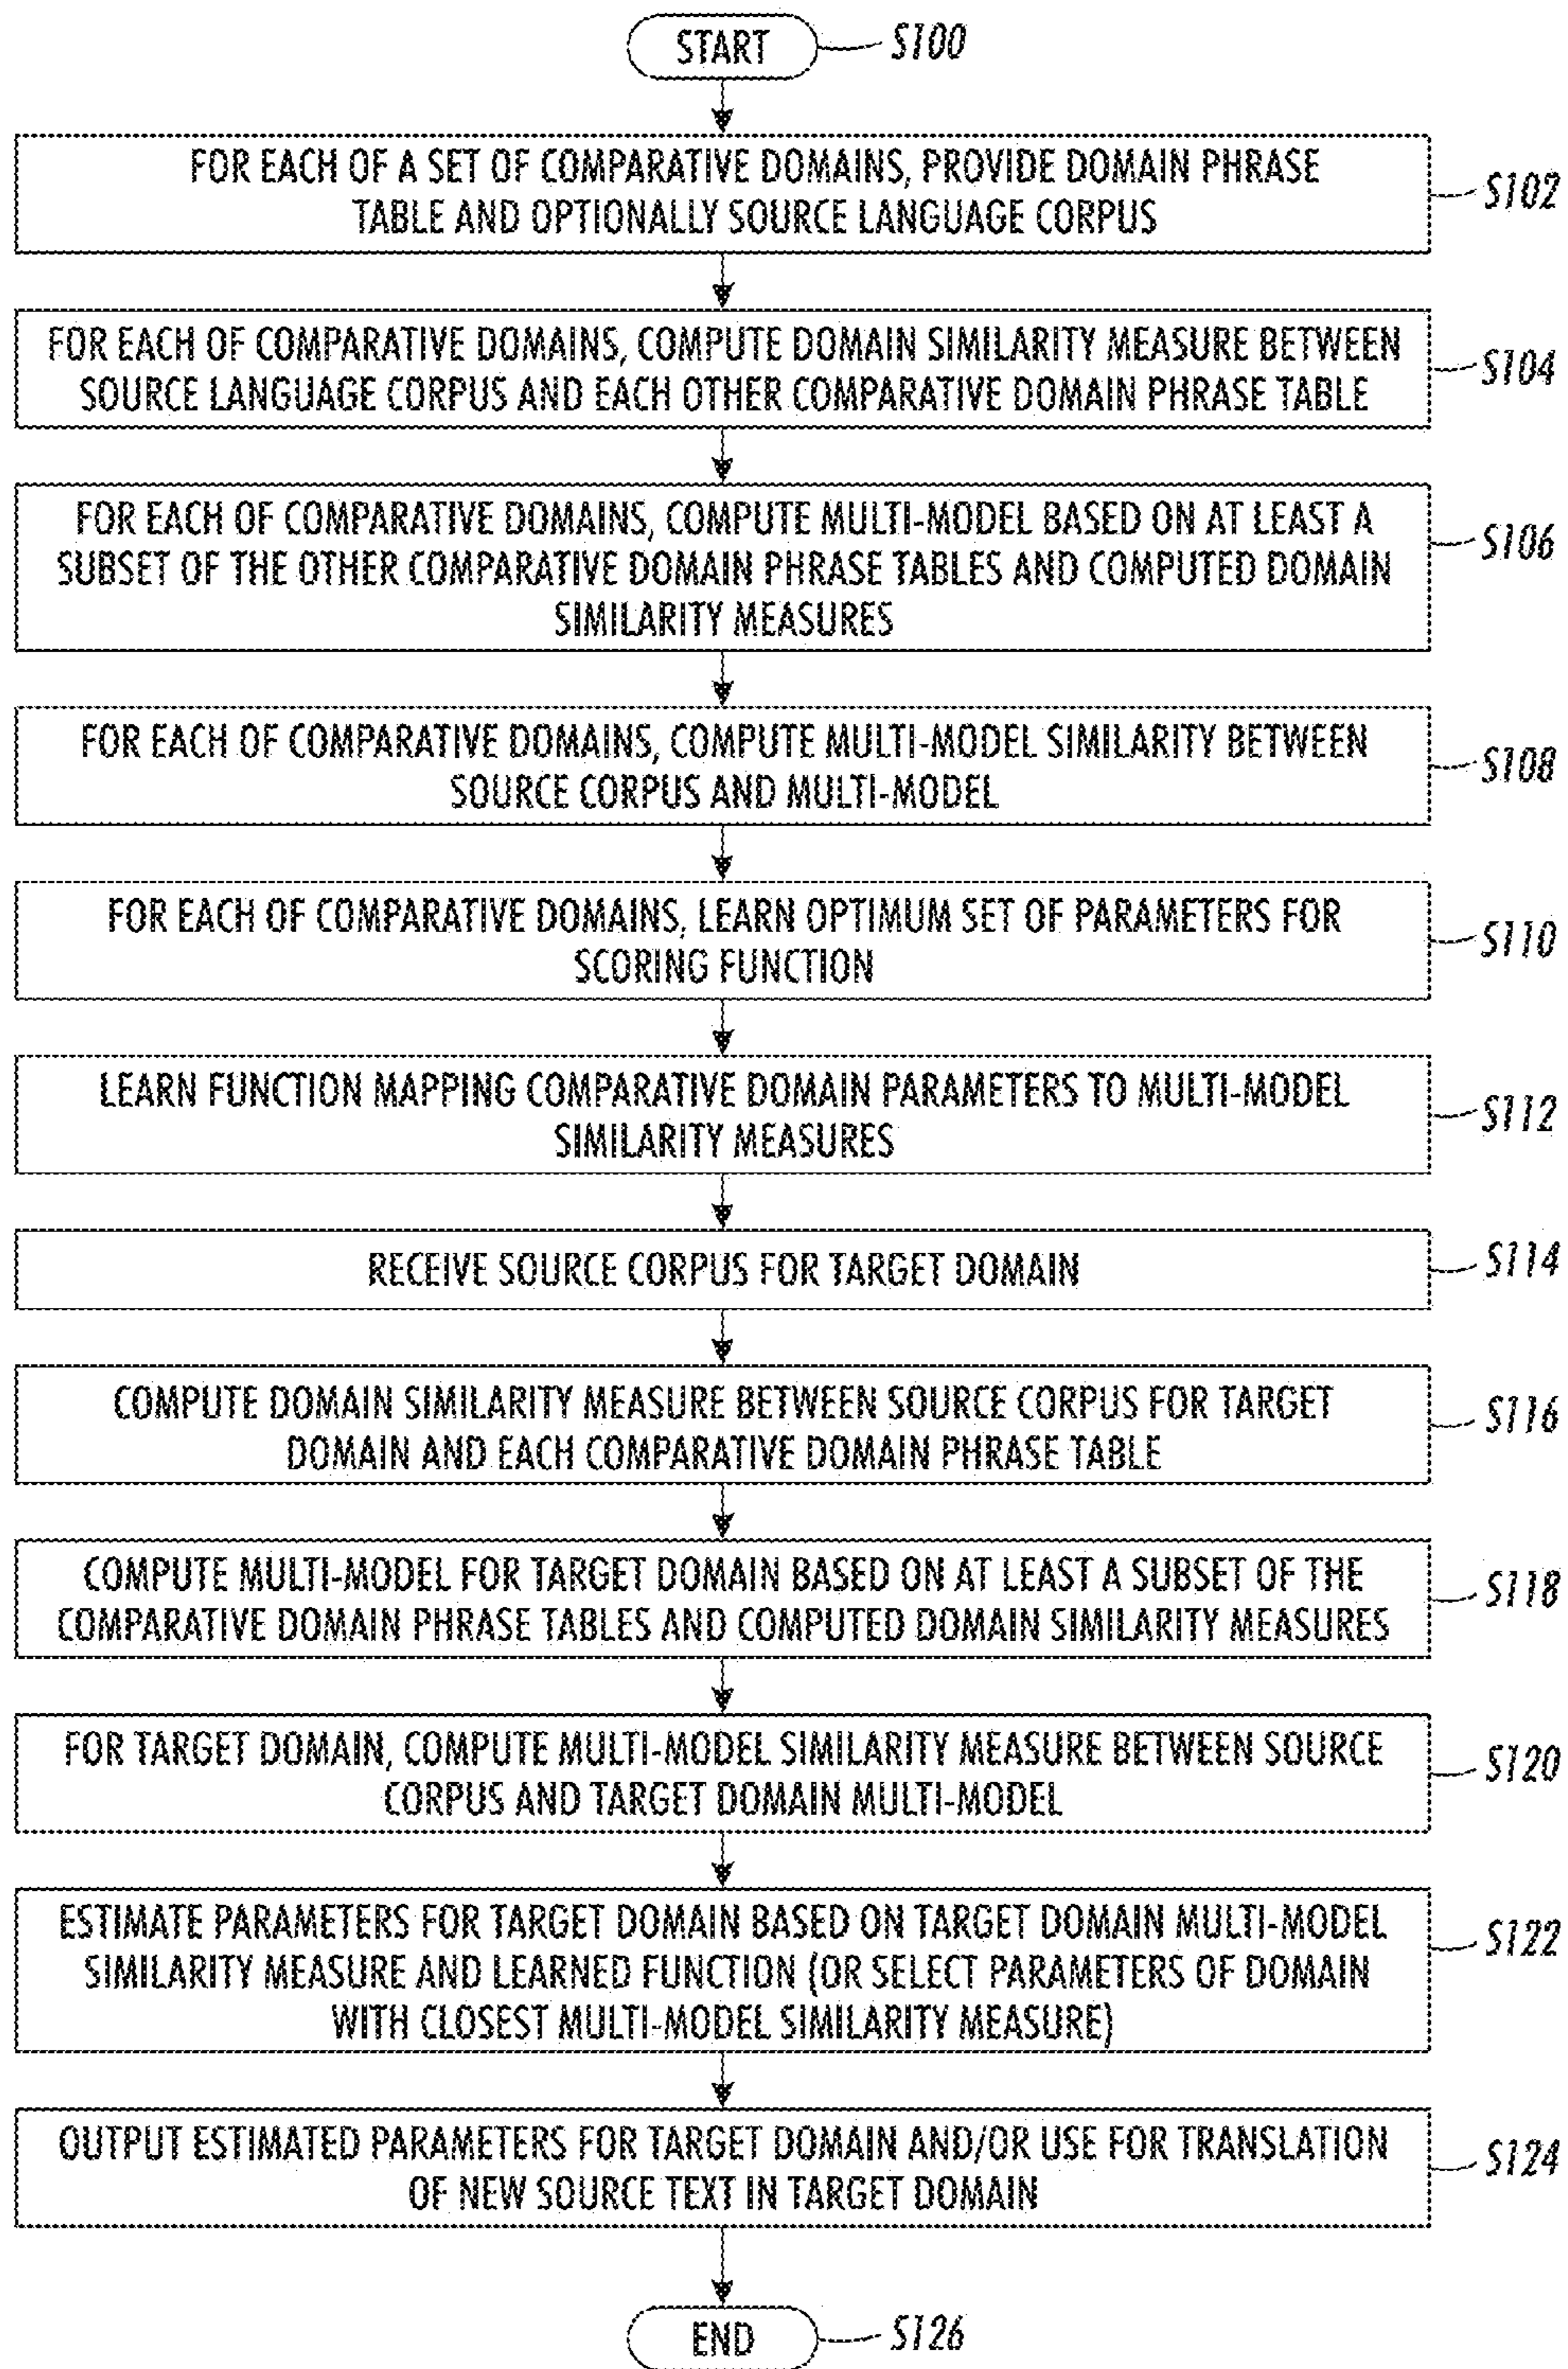 START
S100
FOR EACH OF A SET OF COMPARATIVE DOMAINS, PROVIDE DOMAIN PHRASE
TABLE AND OPTIONALLY SOURCE LANGUAGE CORPUS
S102
FOR EACH OF COMPARATIVE DOMAINS, COMPUTE DOMAIN SIMILARITY MEASURE BETWEEN
SOURCE LANGUAGE CORPUS AND EACH OTHER COMPARATIVE DOMAIN PHRASE TABLE
S104
FOR EACH OF COMPARATIVE DOMAINS, COMPUTE MULTI-MODEL BASED ON AT LEAST A
SUBSET OF THE OTHER COMPARATIVE DOMAIN PHRASE TABLES AND COMPUTED DOMAIN
SIMILARITY MEASURES
S106
FOR EACH OF COMPARATIVE DOMAINS, COMPUTE MULTI-MODEL SIMILARITY BETWEEN
SOURCE CORPUS AND MULTI-MODEL
S108
FOR EACH OF COMPARATIVE DOMAINS, LEARN OPTIMUM SET OF PARAMETERS FOR
SCORING FUNCTION
S110
LEARN FUNCTION MAPPING COMPARATIVE DOMAIN PARAMETERS TO MULTI-MODEL
SIMILARITY MEASURES
S112
RECEIVE SOURCE CORPUS FOR TARGET DOMAIN
S114
COMPUTE DOMAIN SIMILARITY MEASURE BETWEEN SOURCE CORPUS FOR TARGET
DOMAIN AND EACH COMPARATIVE DOMAIN PHRASE TABLE
S116
COMPUTE MULTI-MODEL FOR TARGET DOMAIN BASED ON AT LEAST A SUBSET OF THE
COMPARATIVE DOMAIN PHRASE TABLES AND COMPUTED DOMAIN SIMILARITY MEASURES
S118
FOR TARGET DOMAIN, COMPUTE MULTI-MODEL SIMILARITY MEASURE BETWEEN SOURCE
CORPUS AND TARGET DOMAIN MULTI-MODEL
S120
ESTIMATE PARAMETERS FOR TARGET DOMAIN BASED ON TARGET DOMAIN MULTI-MODEL
SIMILARITY MEASURE AND LEARNED FUNCTION (OR SELECT PARAMETERS OF DOMAIN
WITH CLOSEST MULTI-MODEL SIMILARITY MEASURE)
S122
OUTPUT ESTIMATED PARAMETERS FOR TARGET DOMAIN AND/OR USE FOR TRANSLATION
OF NEW SOURCE TEXT IN TARGET DOMAIN
S124
END
S126